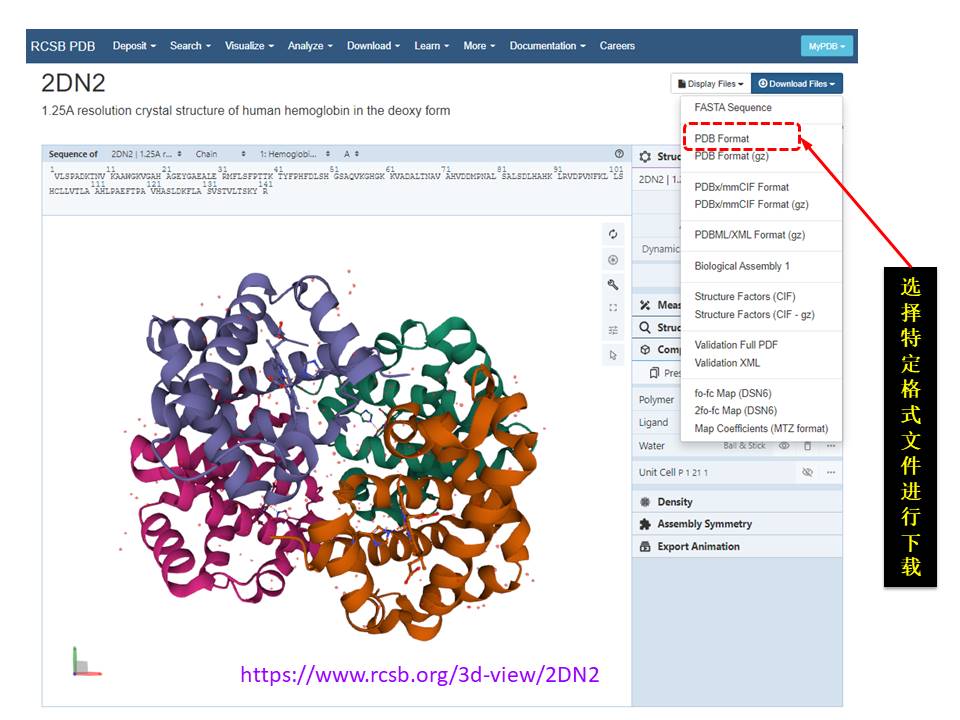 RCSB PDB Deposit Search Visualize Analyze Download Learn More Documentation Careers MyPDB
2DN2
Display Files Download Files
1.25A resolution crystal structure of human hemoglobin in the deoxy form
FASTA Sequence
PDB Format
PDB Format (gz)
PDBx/mmCIF Format
PDBx/mmCIF Format (gz)
PDBML/XML Format (gz)
Biological Assembly 1
Structure Factors (CIF)
Structure Factors (CIF - gz)
Validation Full PDF
Validation XML
fo-fc Map (DSN6)
2fo-fc Map (DSN6)
Map Coefficients (MTZ format)
Sequence of 2DN2 | 1.25A r... Chain 1: Hemoglobi... A
1 11 21 31 41 51 61 71 81 91 101
VLSPADKTNV KAAWGKVGAH AGEYGAEALE RMFLSFPTTK TYFPHFDLSH GSAQVKGHGK KVADALTNAV AHVDDMPNAL SALSDLHAHK LRVDPVNFKL LS
111 121 131 141
HCLLVTLA AHLPAEFTPA VHASLDKFLA SVSTVLTSKY R
Struc
2DN2 | 1.
Dynamic
Mea
Struc
Comp
Pres
Polymer
Ligand
Water Ball & Stick
Unit Cell P 1 21 1
Density
Assembly Symmetry
Export Animation
https://www.rcsb.org/3d-view/2DN2
选择特定格式文件进行下载